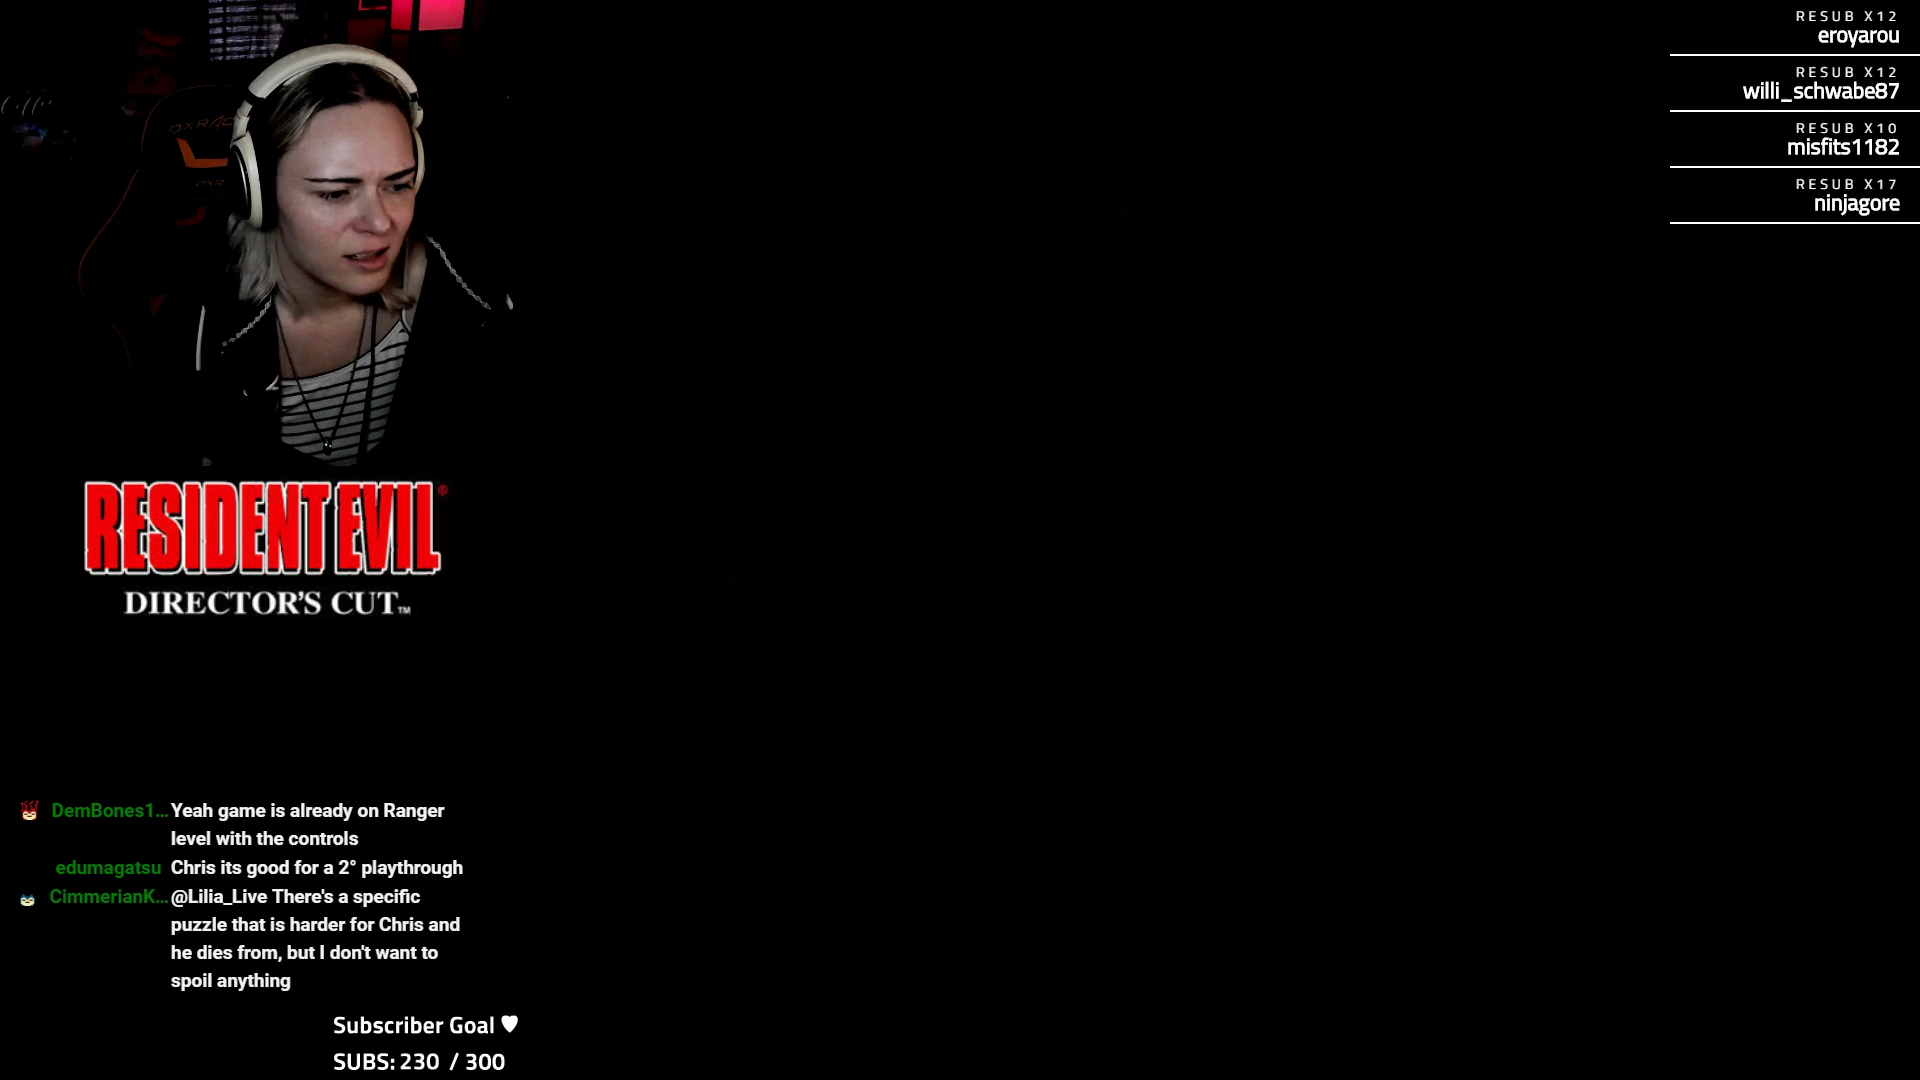 RESUB X12
eroyarou
RESUB X12
willi_schwabe87
RESUB X10
misfits1182
RESUB X17
ninjagore
RESIDENT EVIL®
DIRECTOR'S CUT™
DemBones1... Yeah game is already on Ranger
level with the controls
edumagatsu Chris its good for a 2° playthrough
CimmerianK... @Lilia_Live There's a specific
puzzle that is harder for Chris and
he dies from, but I don't want to
spoil anything
Subscriber Goal ♥
SUBS: 230 / 300